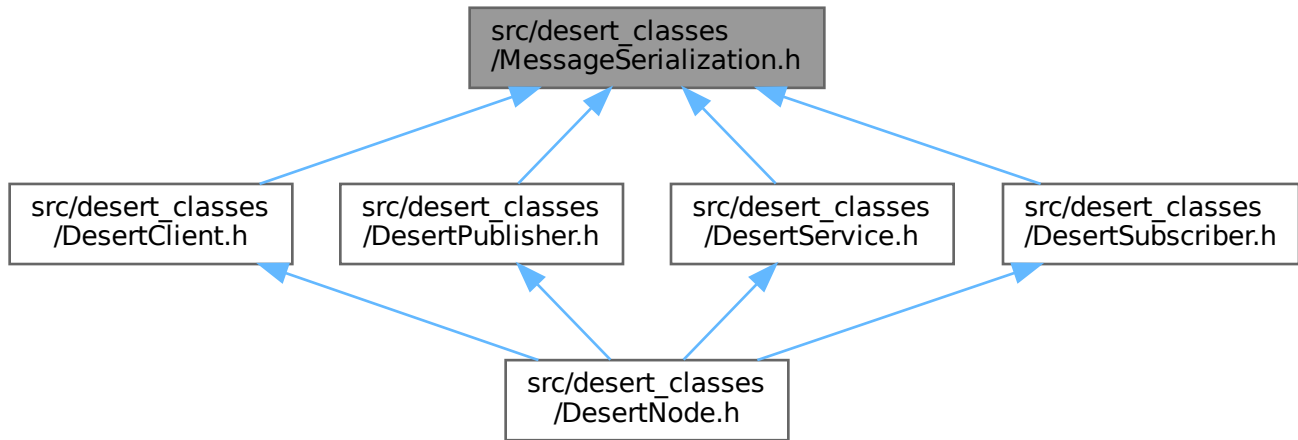 src/desert_classes
/MessageSerialization.h
src/desert_classes
/DesertClient.h
src/desert_classes
/DesertPublisher.h
src/desert_classes
/DesertService.h
src/desert_classes
/DesertSubscriber.h
src/desert_classes
/DesertNode.h